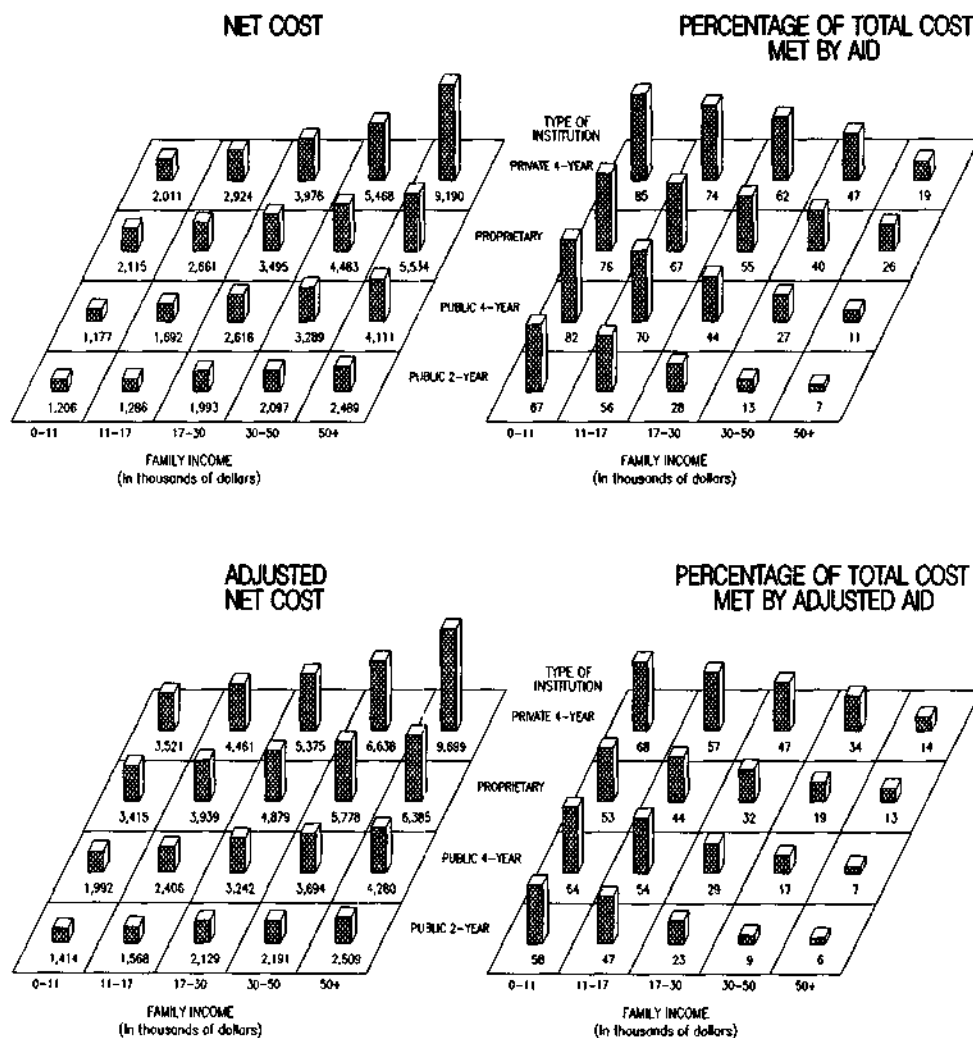 NET COST
PERCENTAGE OF TOTAL COST
MET BY AID
TYPE OF
INSTITUTION
PRIVATE 4-YEAR
2,011 2,924 3,976 5,468 9,190
85 74 62 47 19
PROPRIETARY
2,115 2,661 3,495 4,483 5,534
76 67 55 40 26
PUBLIC 4-YEAR
1,177 1,692 2,616 3,289 4,111
82 70 44 27 11
PUBLIC 2-YEAR
1,206 1,286 1,993 2,097 2,489
67 56 28 13 7
0-11 11-17 17-30 30-50 50+
0-11 11-17 17-30 30-50 50+
FAMILY INCOME
(in thousands of dollars)
FAMILY INCOME
(in thousands of dollars)
ADJUSTED
NET COST
PERCENTAGE OF TOTAL COST
MET BY ADJUSTED AID
TYPE OF
INSTITUTION
PRIVATE 4-YEAR
3,521 4,461 5,375 6,638 9,699
68 57 47 34 14
PROPRIETARY
3,415 3,939 4,879 5,778 6,385
53 44 32 19 13
PUBLIC 4-YEAR
1,992 2,406 3,242 3,694 4,280
64 54 29 17 7
PUBLIC 2-YEAR
1,414 1,568 2,129 2,191 2,509
58 47 23 9 6
0-11 11-17 17-30 30-50 50+
0-11 11-17 17-30 30-50 50+
FAMILY INCOME
(in thousands of dollars)
FAMILY INCOME
(in thousands of dollars)